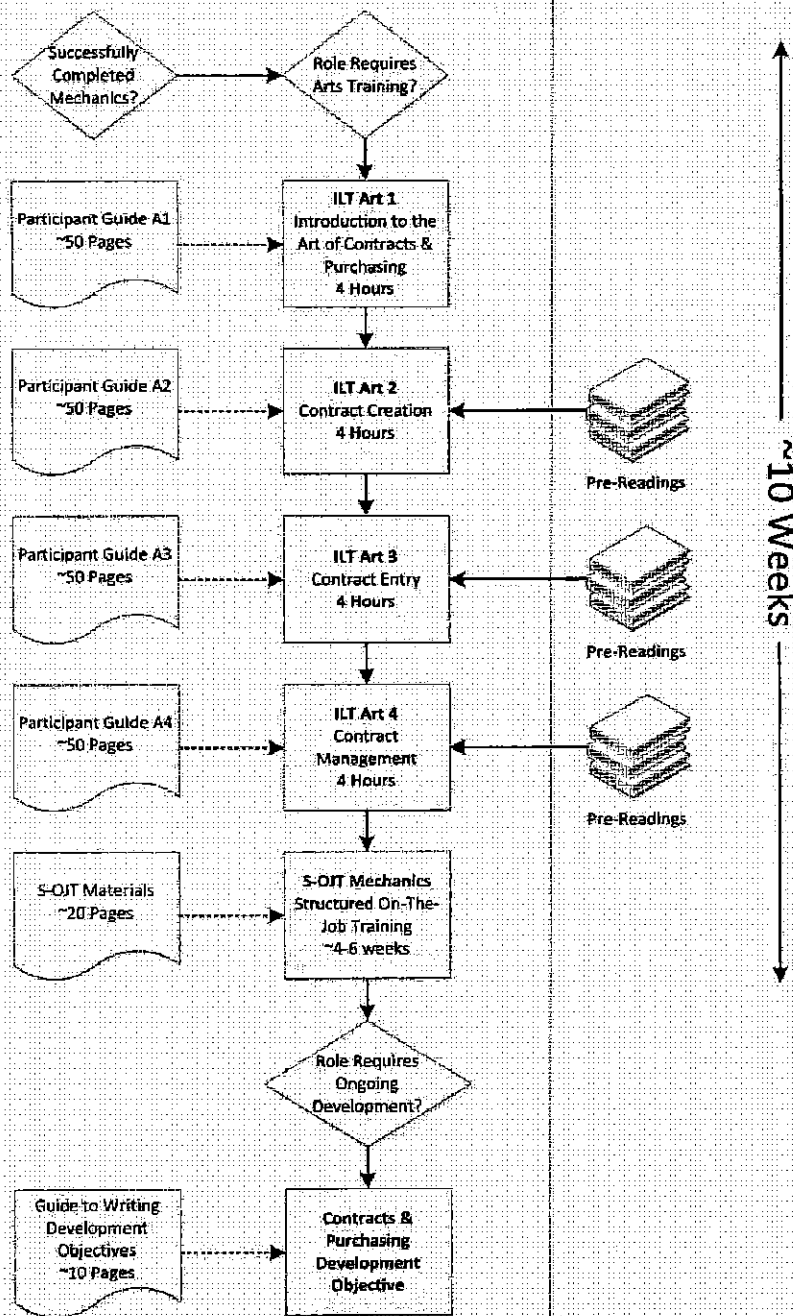 Successfully
Completed
Mechanics?
Role Requires
Arts Training?
Participant Guide A1
~50 Pages
ILT Art 1
Introduction to the
Art of Contracts &
Purchasing
4 Hours
Participant Guide A2
~50 Pages
ILT Art 2
Contract Creation
4 Hours
Pre-Readings
~10 Weeks
Participant Guide A3
~50 Pages
ILT Art 3
Contract Entry
4 Hours
Pre-Readings
Participant Guide A4
~50 Pages
ILT Art 4
Contract
Management
4 Hours
Pre-Readings
S-OJT Materials
~20 Pages
S-OJT Mechanics
Structured On-The-
Job Training
~4-6 weeks
Role Requires
Ongoing
Development?
Guide to Writing
Development
Objectives
~10 Pages
Contracts &
Purchasing
Development
Objective